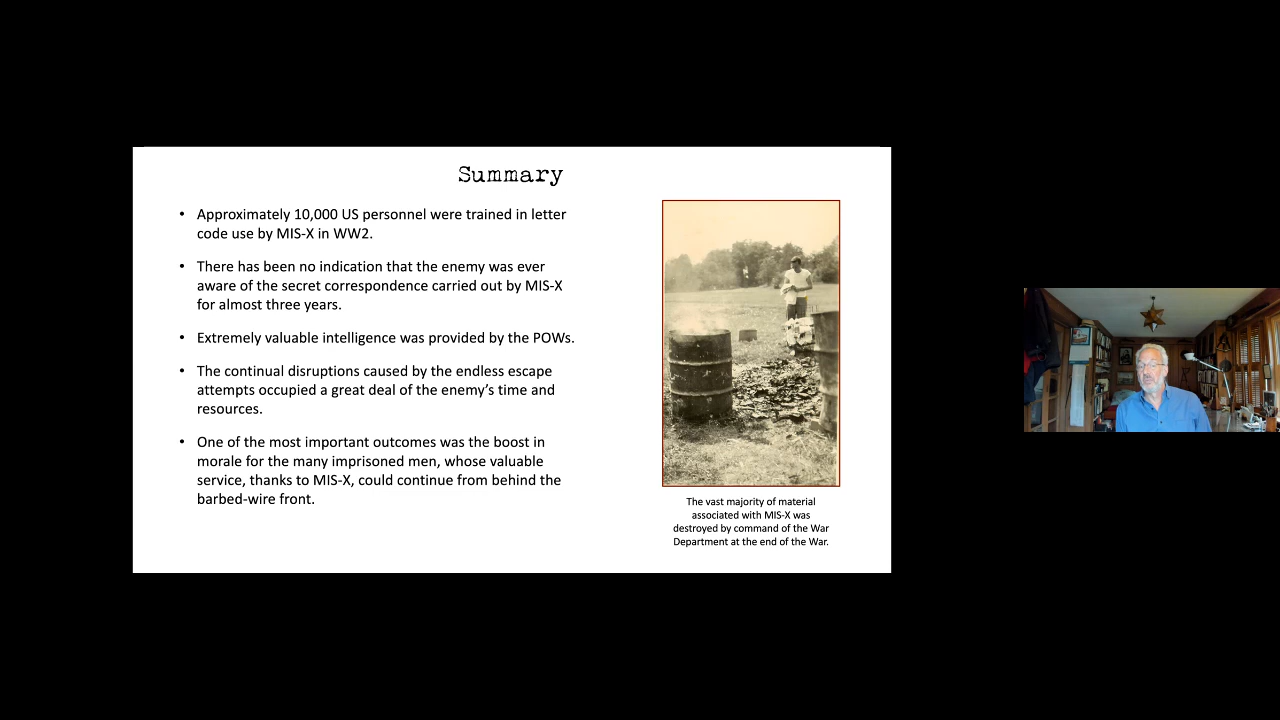 Summary
• Approximately 10,000 US personnel were trained in letter
code use by MIS-X in WW2.
• There has been no indication that the enemy was ever
aware of the secret correspondence carried out by MIS-X
for almost three years.
• Extremely valuable intelligence was provided by the POWs.
• The continual disruptions caused by the endless escape
attempts occupied a great deal of the enemy’s time and
resources.
• One of the most important outcomes was the boost in
morale for the many imprisoned men, whose valuable
service, thanks to MIS-X, could continue from behind the
barbed-wire front.
The vast majority of material
associated with MIS-X was
destroyed by command of the War
Department at the end of the War.